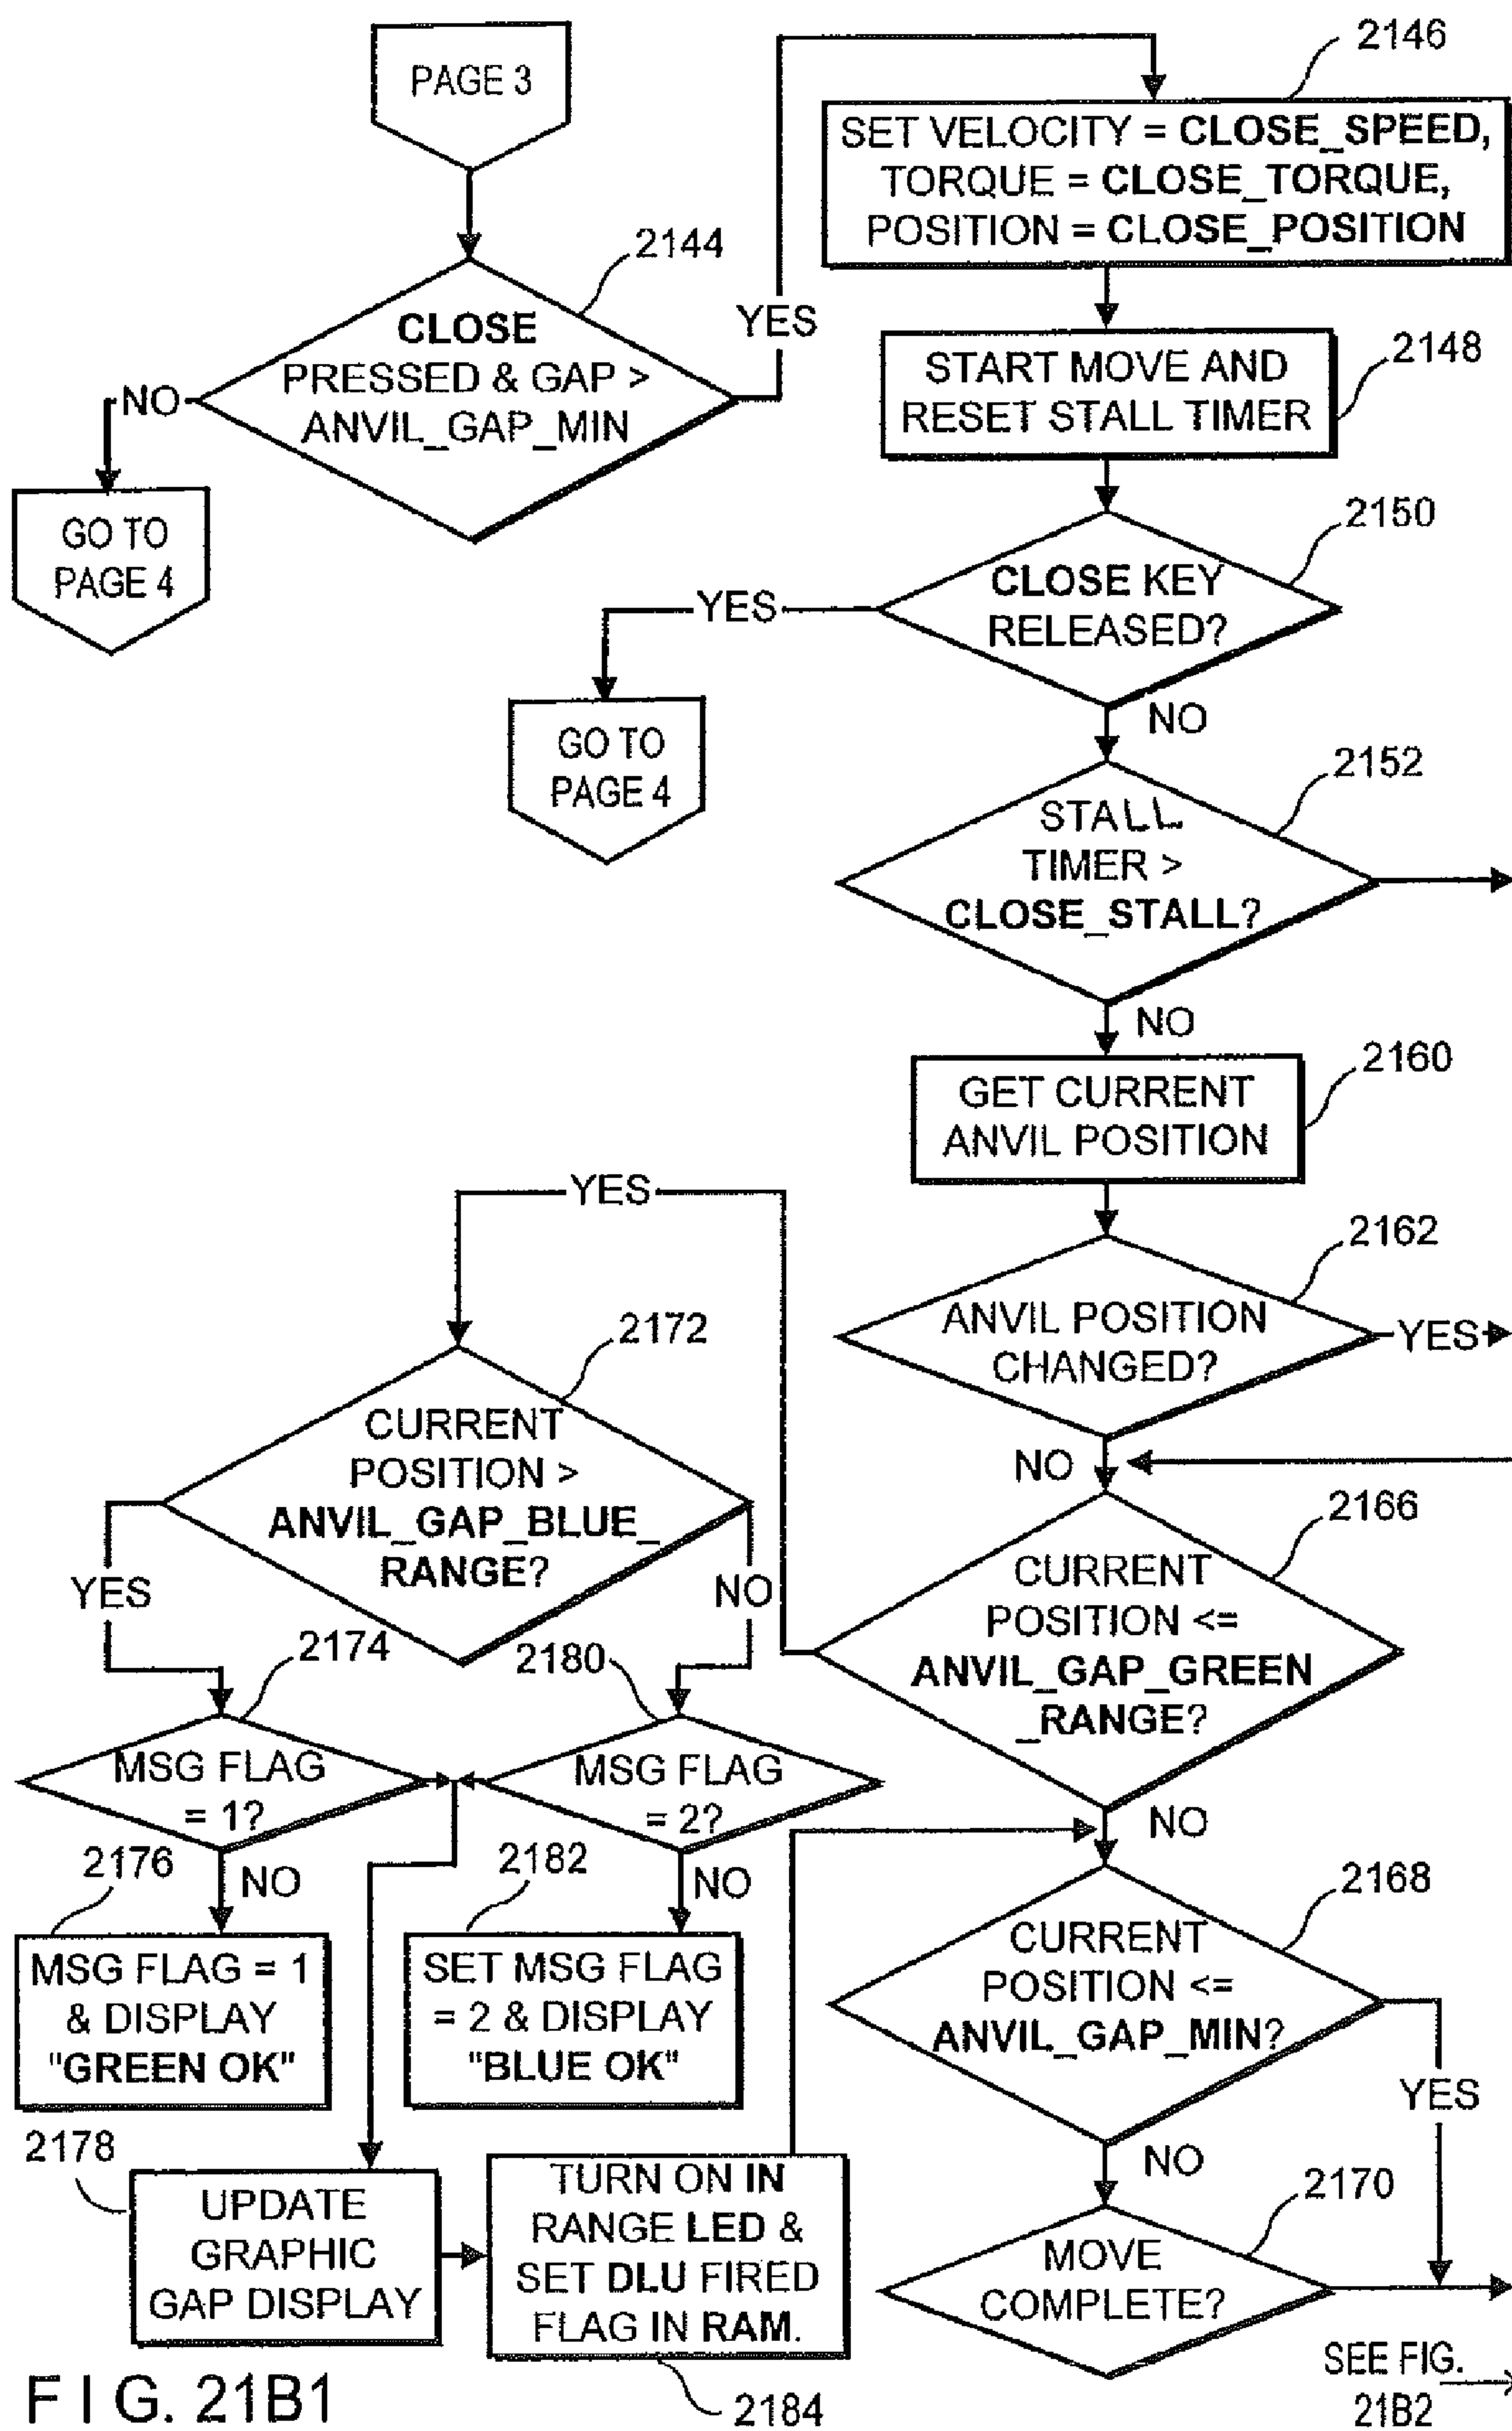 PAGE 3
2146
SET VELOCITY = CLOSE_SPEED,
TORQUE = CLOSE_TORQUE,
POSITION = CLOSE_POSITION
2144
CLOSE
PRESSED & GAP >
ANVIL_GAP_MIN
YES
NO
2148
START MOVE AND
RESET STALL TIMER
GO TO
PAGE 4
2150
CLOSE KEY
RELEASED?
YES
NO
GO TO
PAGE 4
2152
STALL
TIMER >
CLOSE_STALL?
NO
2160
GET CURRENT
ANVIL POSITION
YES
2162
ANVIL POSITION
CHANGED?
YES
NO
2172
CURRENT
POSITION >
ANVIL_GAP_BLUE_
RANGE?
YES
NO
2166
CURRENT
POSITION <=
ANVIL_GAP_GREEN
_RANGE?
NO
2174
MSG FLAG
= 1?
2180
MSG FLAG
= 2?
2176
NO
2182
NO
2168
CURRENT
POSITION <=
ANVIL_GAP_MIN?
YES
NO
MSG FLAG = 1
& DISPLAY
"GREEN OK"
SET MSG FLAG
= 2 & DISPLAY
"BLUE OK"
2178
UPDATE
GRAPHIC
GAP DISPLAY
TURN ON IN
RANGE LED &
SET DLU FIRED
FLAG IN RAM.
2184
2170
MOVE
COMPLETE?
SEE FIG.
21B2
FIG. 21B1